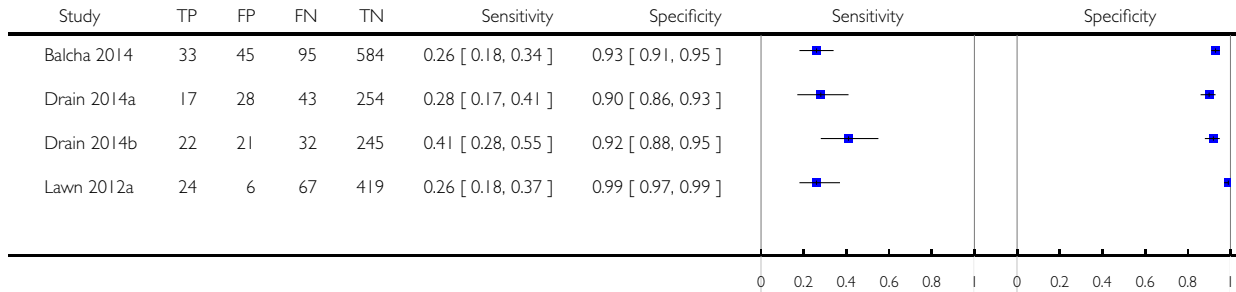 Study TP FP FN TN Sensitivity Specificity Sensitivity Specificity
Balcha 2014 33 45 95 584 0.26 [ 0.18, 0.34 ] 0.93 [ 0.91, 0.95 ]
Drain 2014a 17 28 43 254 0.28 [ 0.17, 0.41 ] 0.90 [ 0.86, 0.93 ]
Drain 2014b 22 21 32 245 0.41 [ 0.28, 0.55 ] 0.92 [ 0.88, 0.95 ]
Lawn 2012a 24 6 67 419 0.26 [ 0.18, 0.37 ] 0.99 [ 0.97, 0.99 ]
0 0.2 0.4 0.6 0.8 1 0 0.2 0.4 0.6 0.8 1